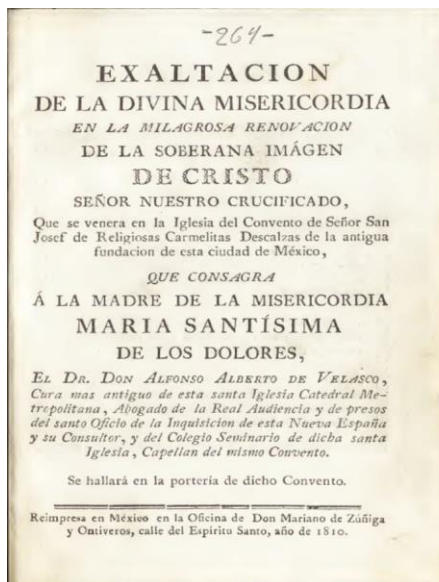 -264-
EXALTACION
DE LA DIVINA MISERICORDIA
EN LA MILAGROSA RENOVACION
DE LA SOBERANA IMÁGEN
DE CRISTO
SEÑOR NUESTRO CRUCIFICADO,
Que se venera en la Iglesia del Convento de Señor San
Josef de Religiosas Carmelitas Descalzas de la antigua
fundacion de esta ciudad de México,
QUE CONSAGRA
Á LA MADRE DE LA MISERICORDIA
MARIA SANTÍSIMA
DE LOS DOLORES,
EL DR. DON ALFONSO ALBERTO DE VELASCO,
Cura mas antiguo de esta santa Iglesia Catedral Me-
tropolitana, Abogado de la Real Audiencia y de presos
del santo Oficio de la Inquisicion de esta Nueva España
y su Consultor, y del Colegio Seminario de dicha santa
Iglesia, Capellan del mismo Convento.
Se hallará en la portería de dicho Convento.
Reimpresa en México en la Oficina de Don Mariano de Zúñiga
y Ontiveros, calle del Espíritu Santo, año de 1810.